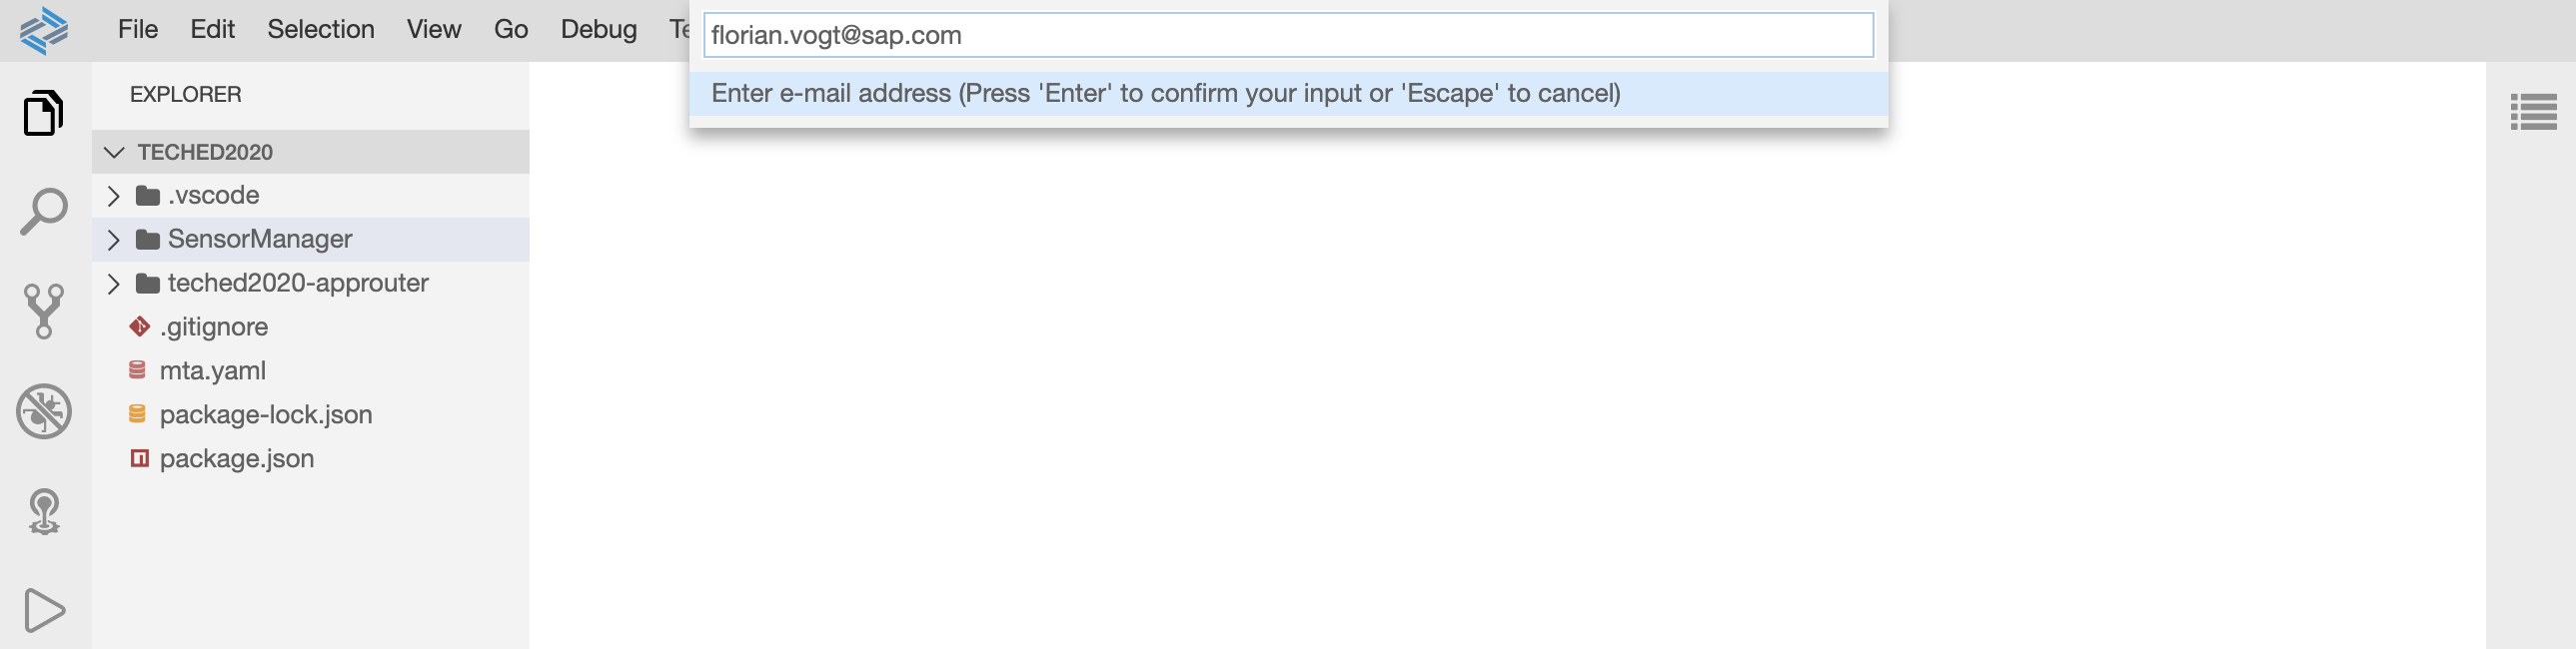 File Edit Selection View Go Debug
florian.vogt@sap.com
Enter e-mail address (Press 'Enter' to confirm your input or 'Escape' to cancel)
EXPLORER
TECHED2020
.vscode
SensorManager
teched2020-approuter
.gitignore
mta.yaml
package-lock.json
package.json